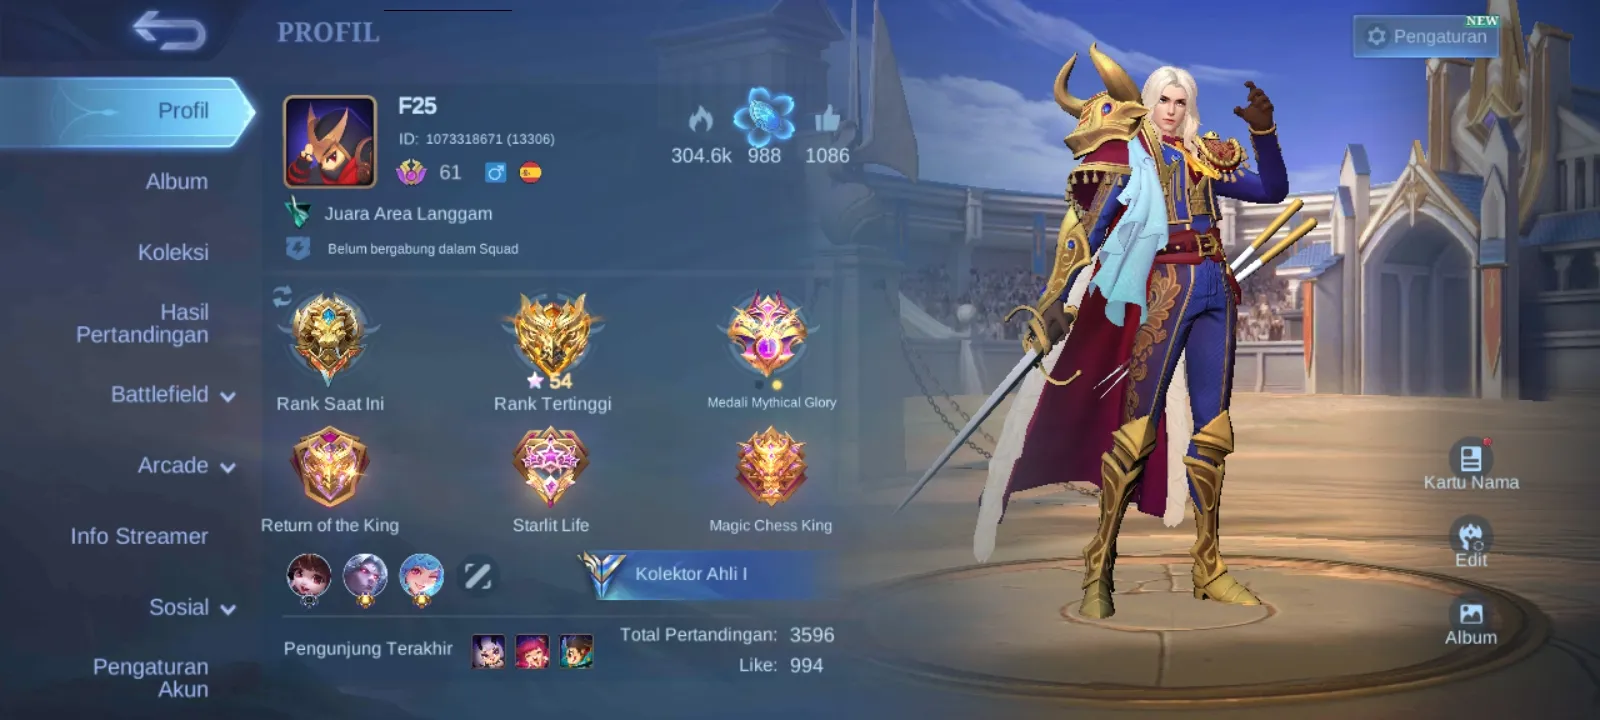 PROFIL
NEW
Pengaturan
Profil
Album
Koleksi
Hasil
Pertandingan
Battlefield
Arcade
Info Streamer
Sosial
Pengaturan
Akun
F25
ID: 1073318671 (13306)
61
Juara Area Langgam
Belum bergabung dalam Squad
304.6k 988 1086
54
Rank Saat Ini Rank Tertinggi Medali Mythical Glory
Return of the King Starlit Life Magic Chess King
Kolektor Ahli I
Pengunjung Terakhir
Total Pertandingan: 3596
Like: 994
Kartu Nama
Edit
Album